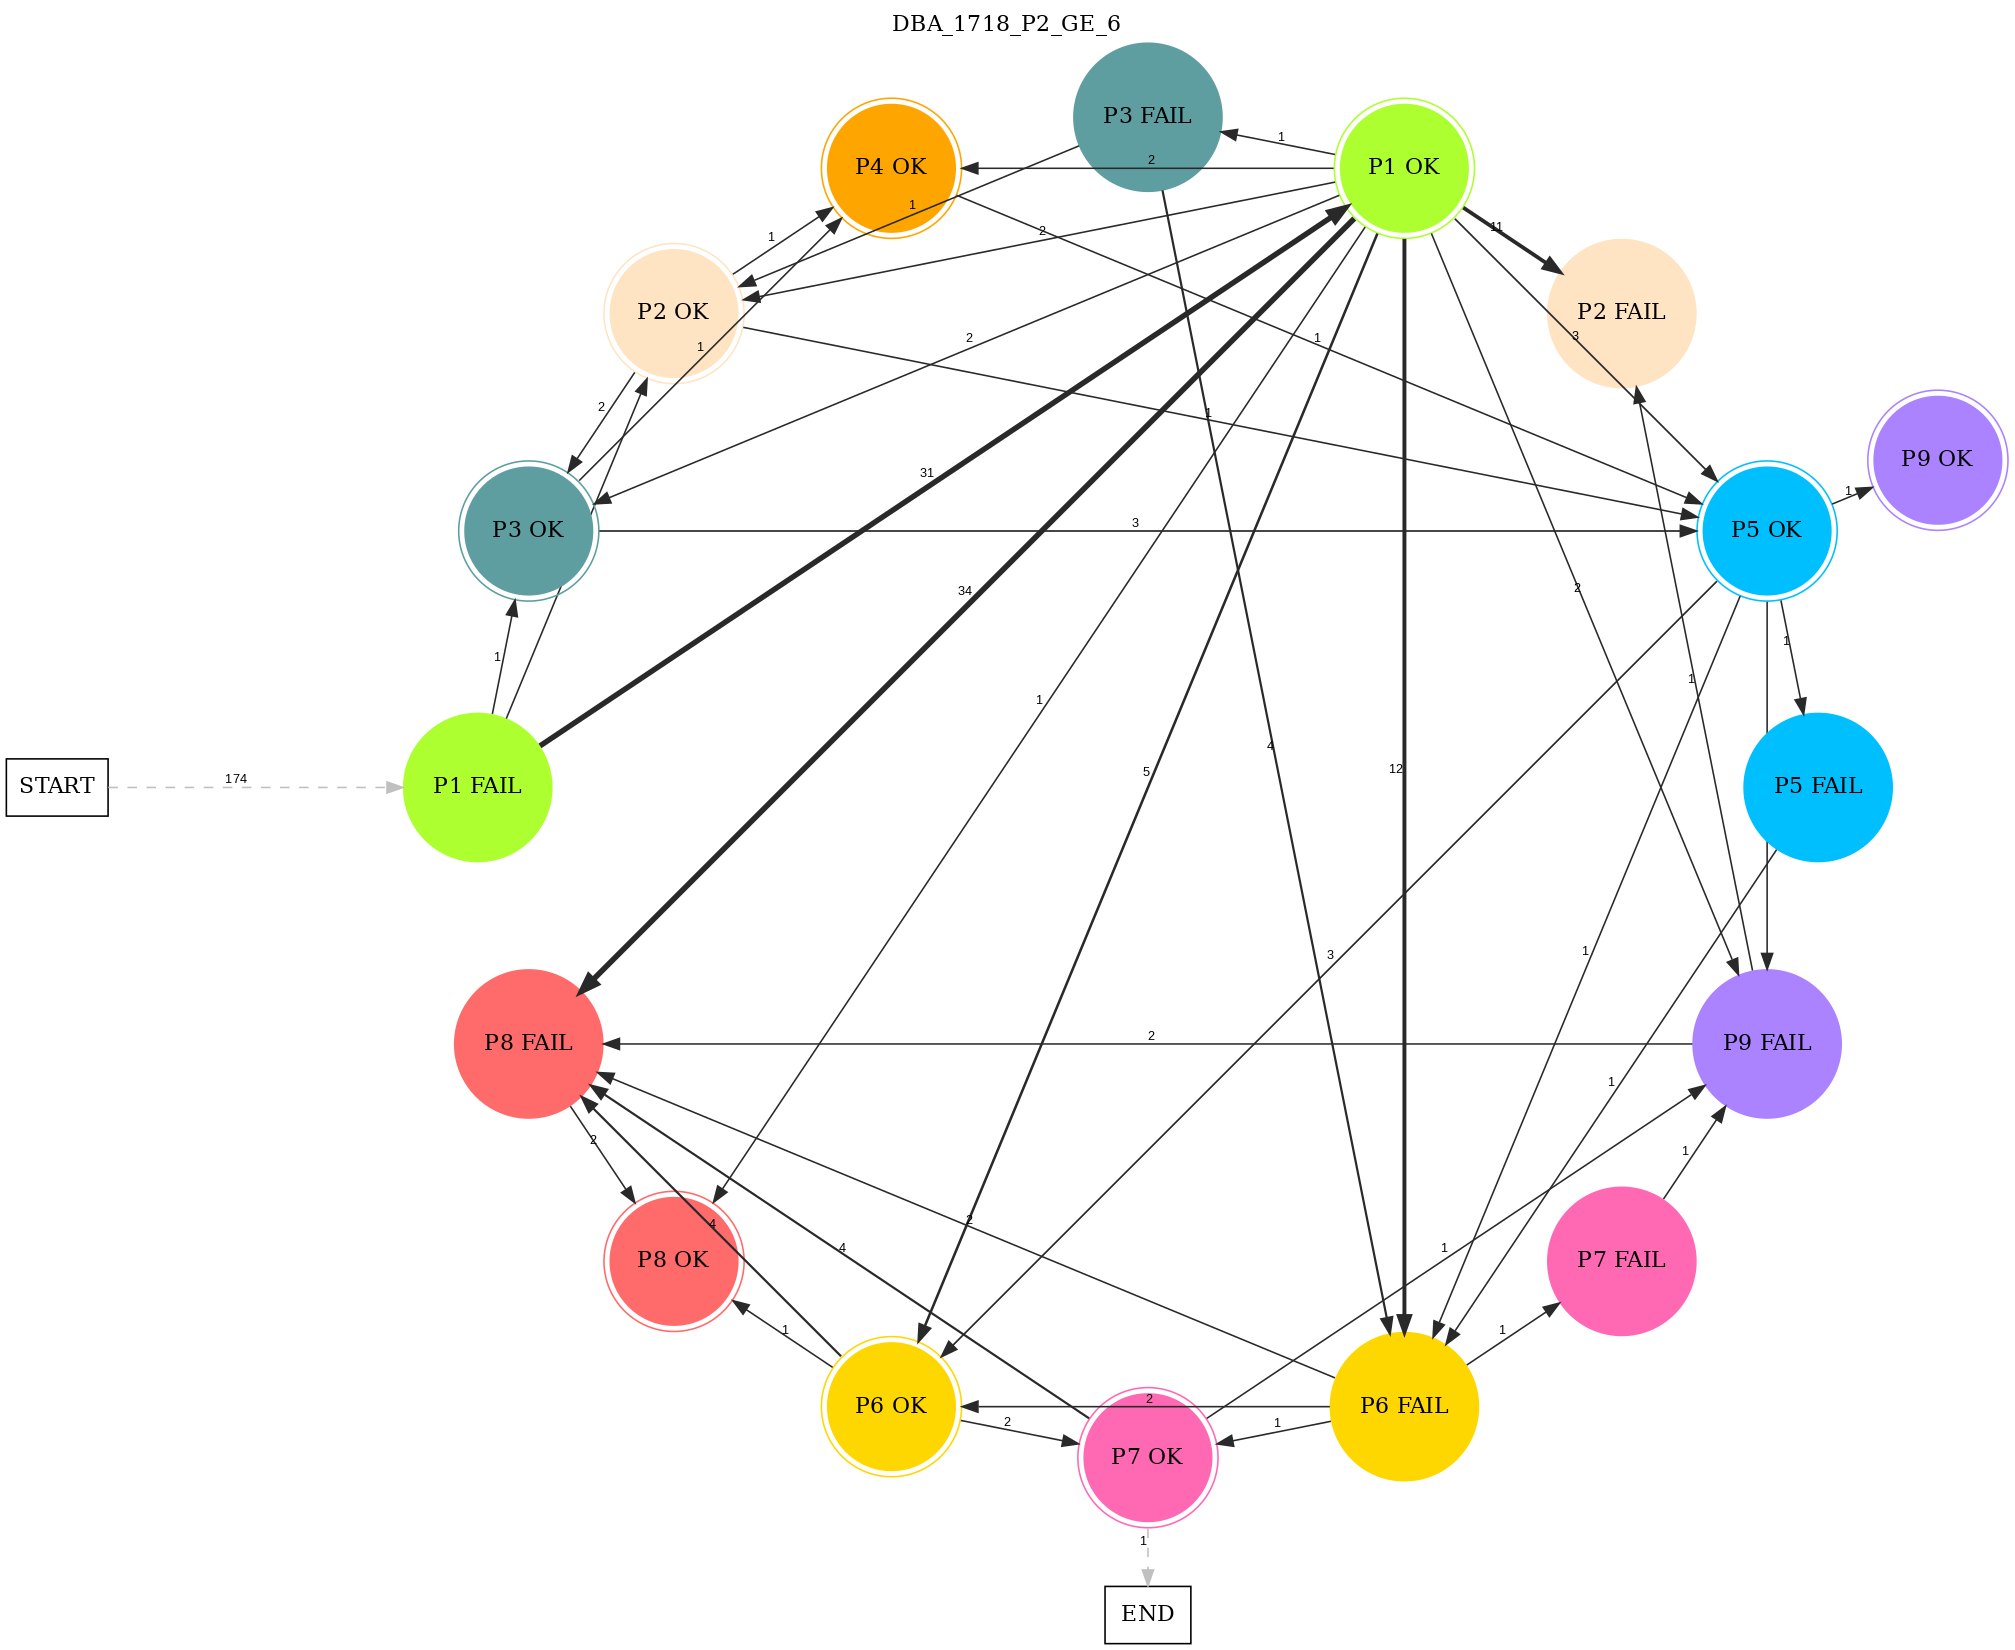 DBA_1718_P2_GE_6
P3 FAIL
1
P4 OK
2
P1 OK
1
11
1
2
P2 OK
P2 FAIL
1
2
1
3
2
1
P9 OK
31
1
1
P3 OK
3
P5 OK
34
2
1
1
1
1
4
12
5
START
174
P1 FAIL
P5 FAIL
1
3
2
P8 FAIL
P9 FAIL
1
2
1
4
2
4
1
P8 OK
P7 FAIL
1
1
2
P6 OK
P6 FAIL
2
1
P7 OK
1
END